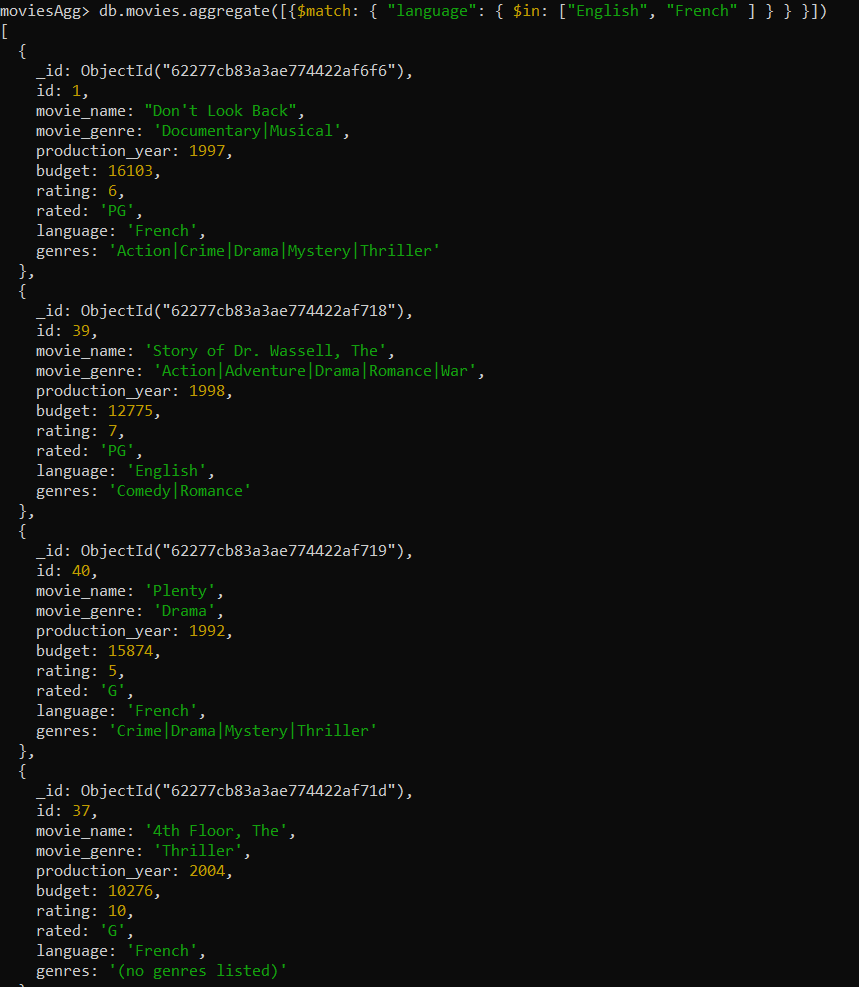 moviesAgg> db.movies.aggregate([{$match: { "language": { $in: ["English", "French" ] } } }])
[
  {
    _id: ObjectId("62277cb83a3ae774422af6f6"),
    id: 1,
    movie_name: "Don't Look Back",
    movie_genre: 'Documentary|Musical',
    production_year: 1997,
    budget: 16103,
    rating: 6,
    rated: 'PG',
    language: 'French',
    genres: 'Action|Crime|Drama|Mystery|Thriller'
  },
  {
    _id: ObjectId("62277cb83a3ae774422af718"),
    id: 39,
    movie_name: 'Story of Dr. Wassell, The',
    movie_genre: 'Action|Adventure|Drama|Romance|War',
    production_year: 1998,
    budget: 12775,
    rating: 7,
    rated: 'PG',
    language: 'English',
    genres: 'Comedy|Romance'
  },
  {
    _id: ObjectId("62277cb83a3ae774422af719"),
    id: 40,
    movie_name: 'Plenty',
    movie_genre: 'Drama',
    production_year: 1992,
    budget: 15874,
    rating: 5,
    rated: 'G',
    language: 'French',
    genres: 'Crime|Drama|Mystery|Thriller'
  },
  {
    _id: ObjectId("62277cb83a3ae774422af71d"),
    id: 37,
    movie_name: '4th Floor, The',
    movie_genre: 'Thriller',
    production_year: 2004,
    budget: 10276,
    rating: 10,
    rated: 'G',
    language: 'French',
    genres: '(no genres listed)'